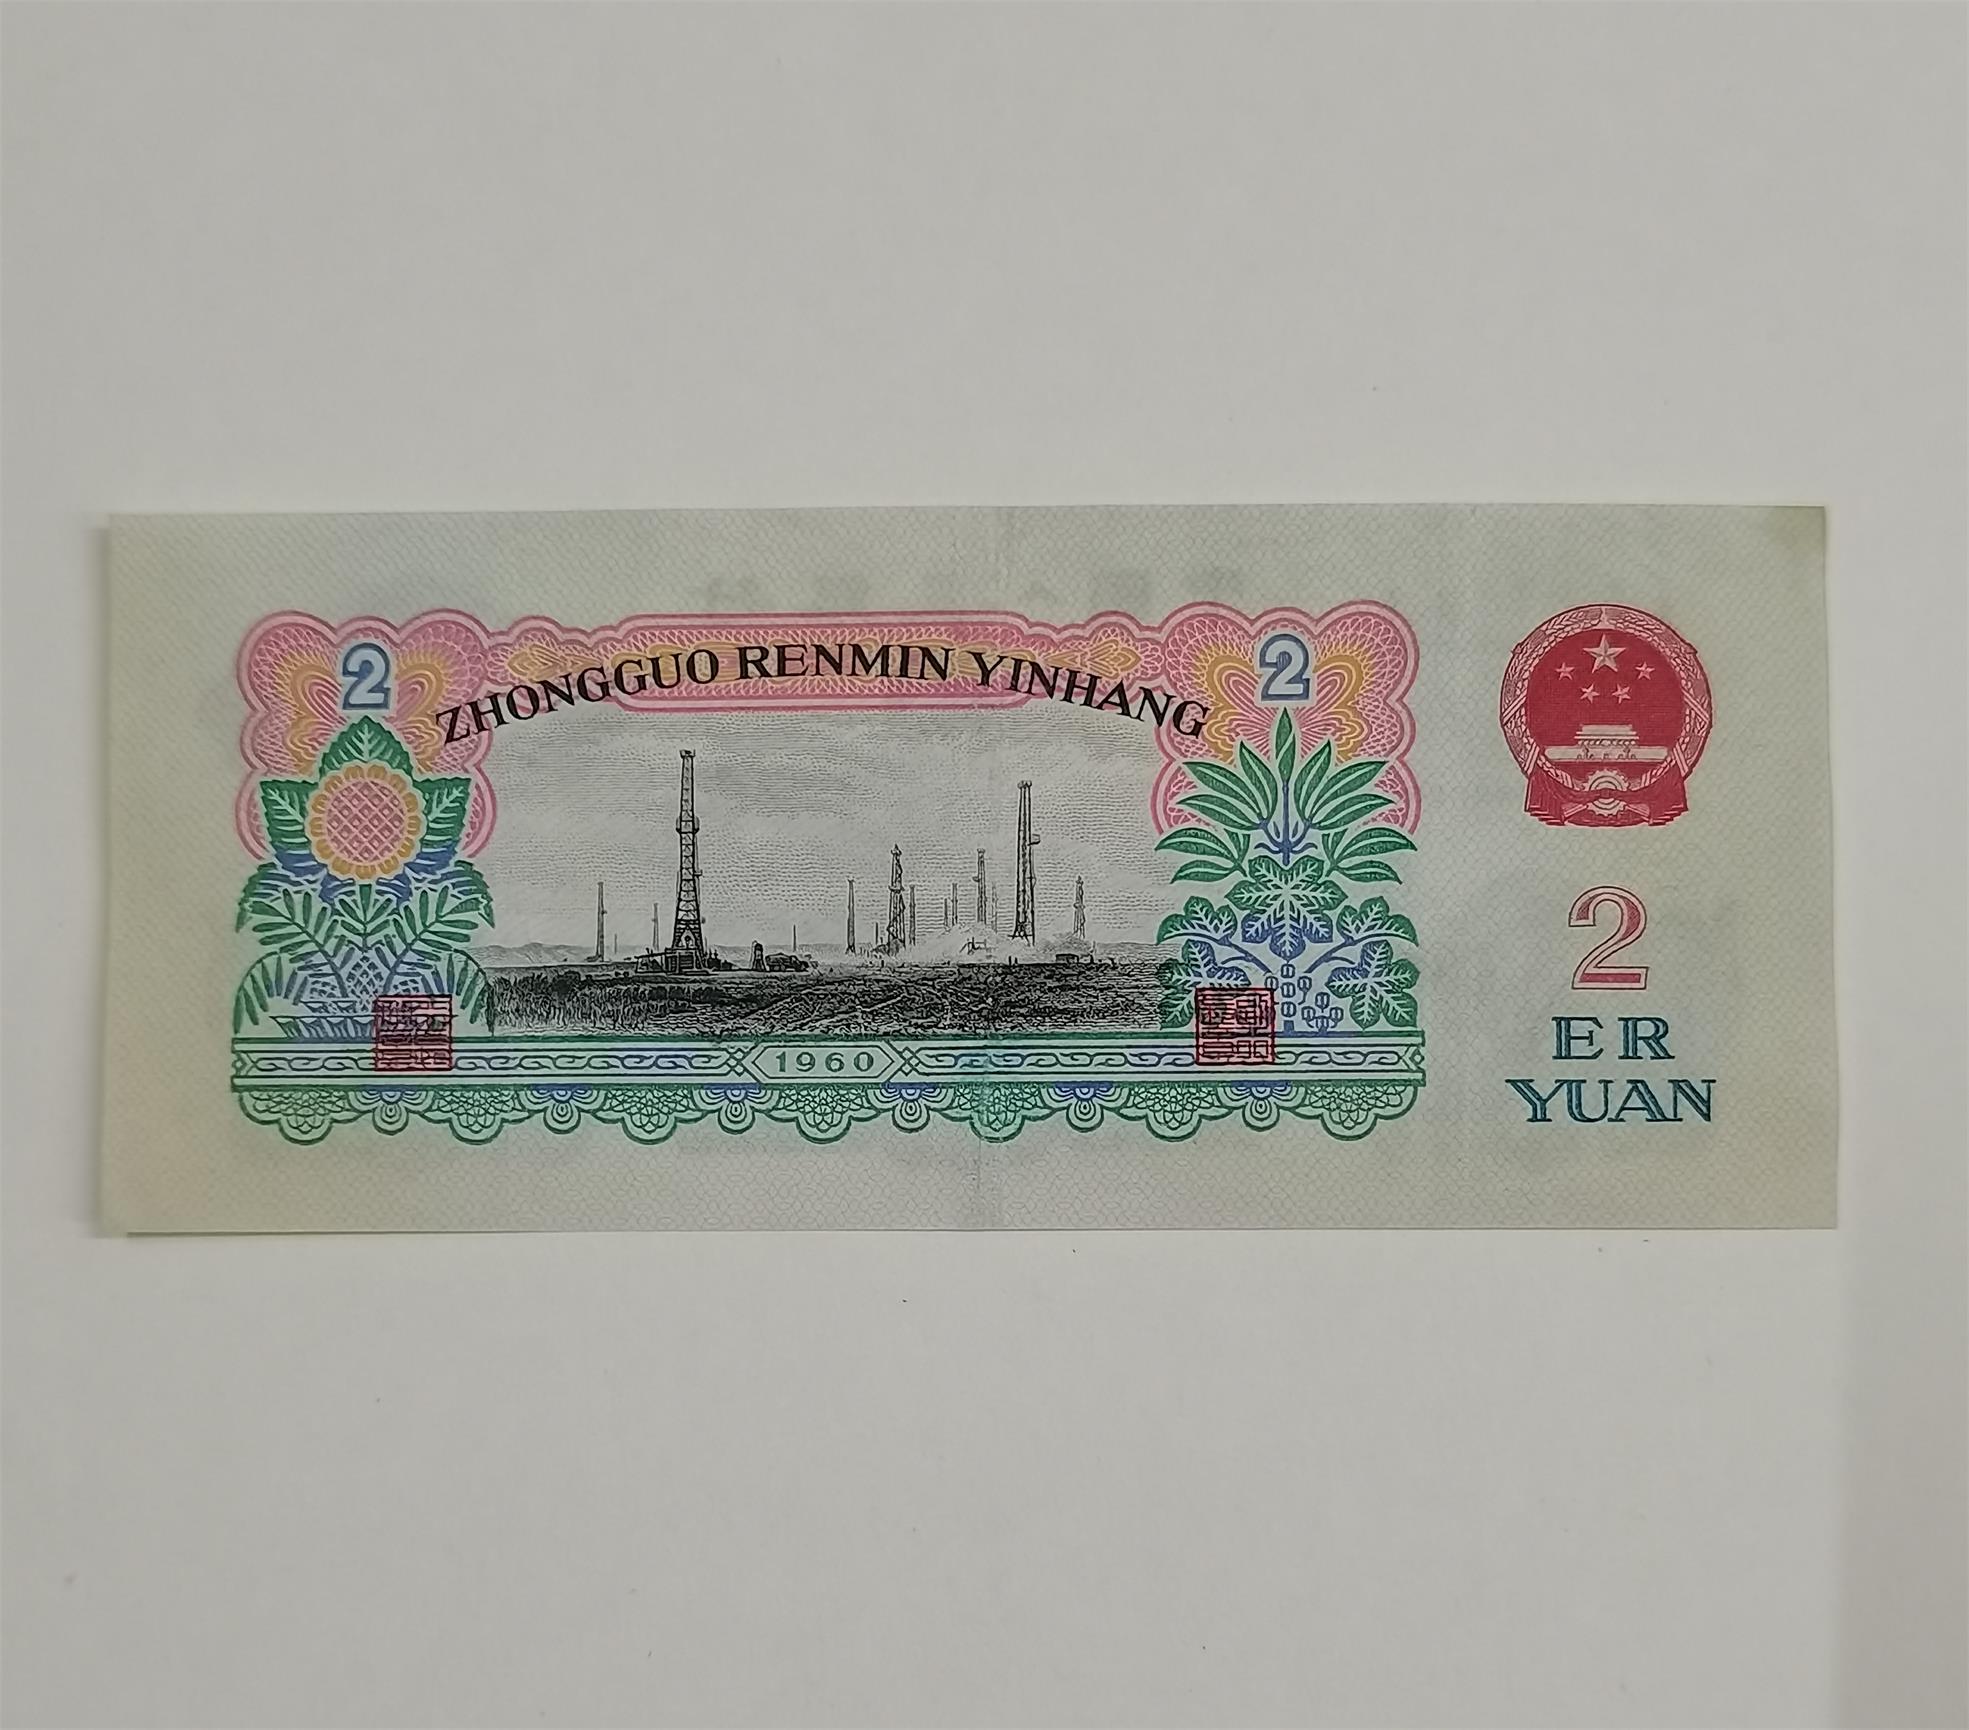 2
ZHONGGUO RENMIN YINHANG
2
1960
2
ER
YUAN